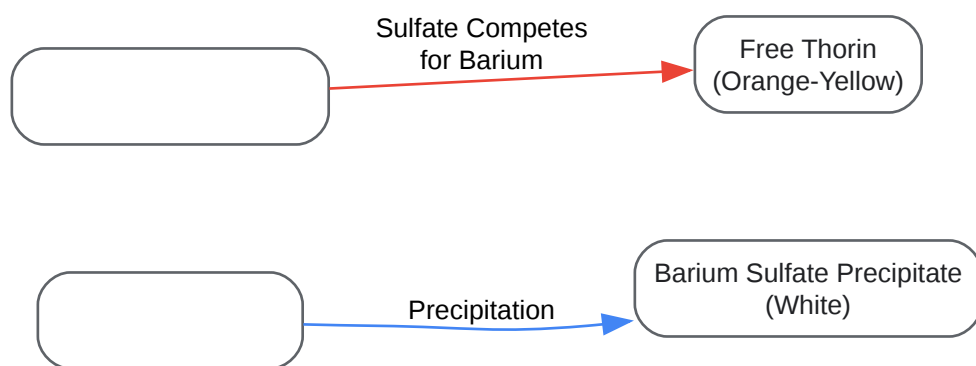 Sulfate Competes
for Barium
Free Thorin
(Orange-Yellow)
Precipitation
Barium Sulfate Precipitate
(White)